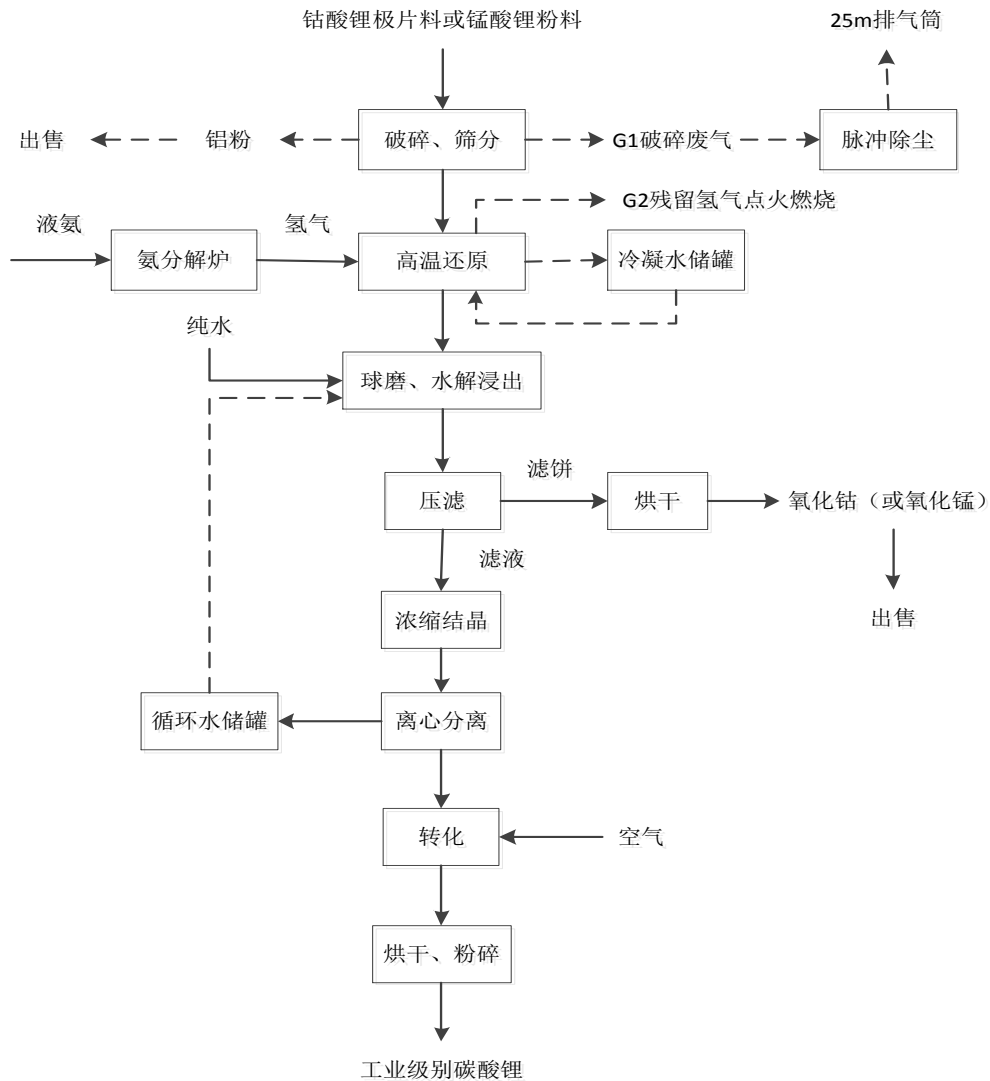 钴酸锂极片料或锰酸锂粉料
25m排气筒
出售
铝粉
破碎、筛分
G1破碎废气
脉冲除尘
G2残留氢气点火燃烧
液氨
氨分解炉
氢气
高温还原
冷凝水储罐
纯水
球磨、水解浸出
压滤
滤饼
烘干
氧化钴（或氧化锰）
滤液
出售
浓缩结晶
循环水储罐
离心分离
转化
空气
烘干、粉碎
工业级别碳酸锂